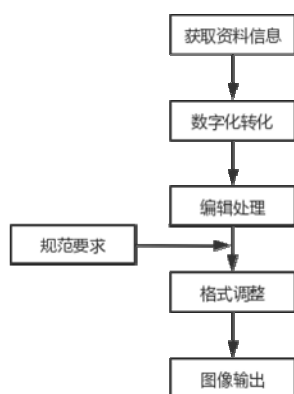 获取资料信息
数字化转化
编辑处理
规范要求
格式调整
图像输出